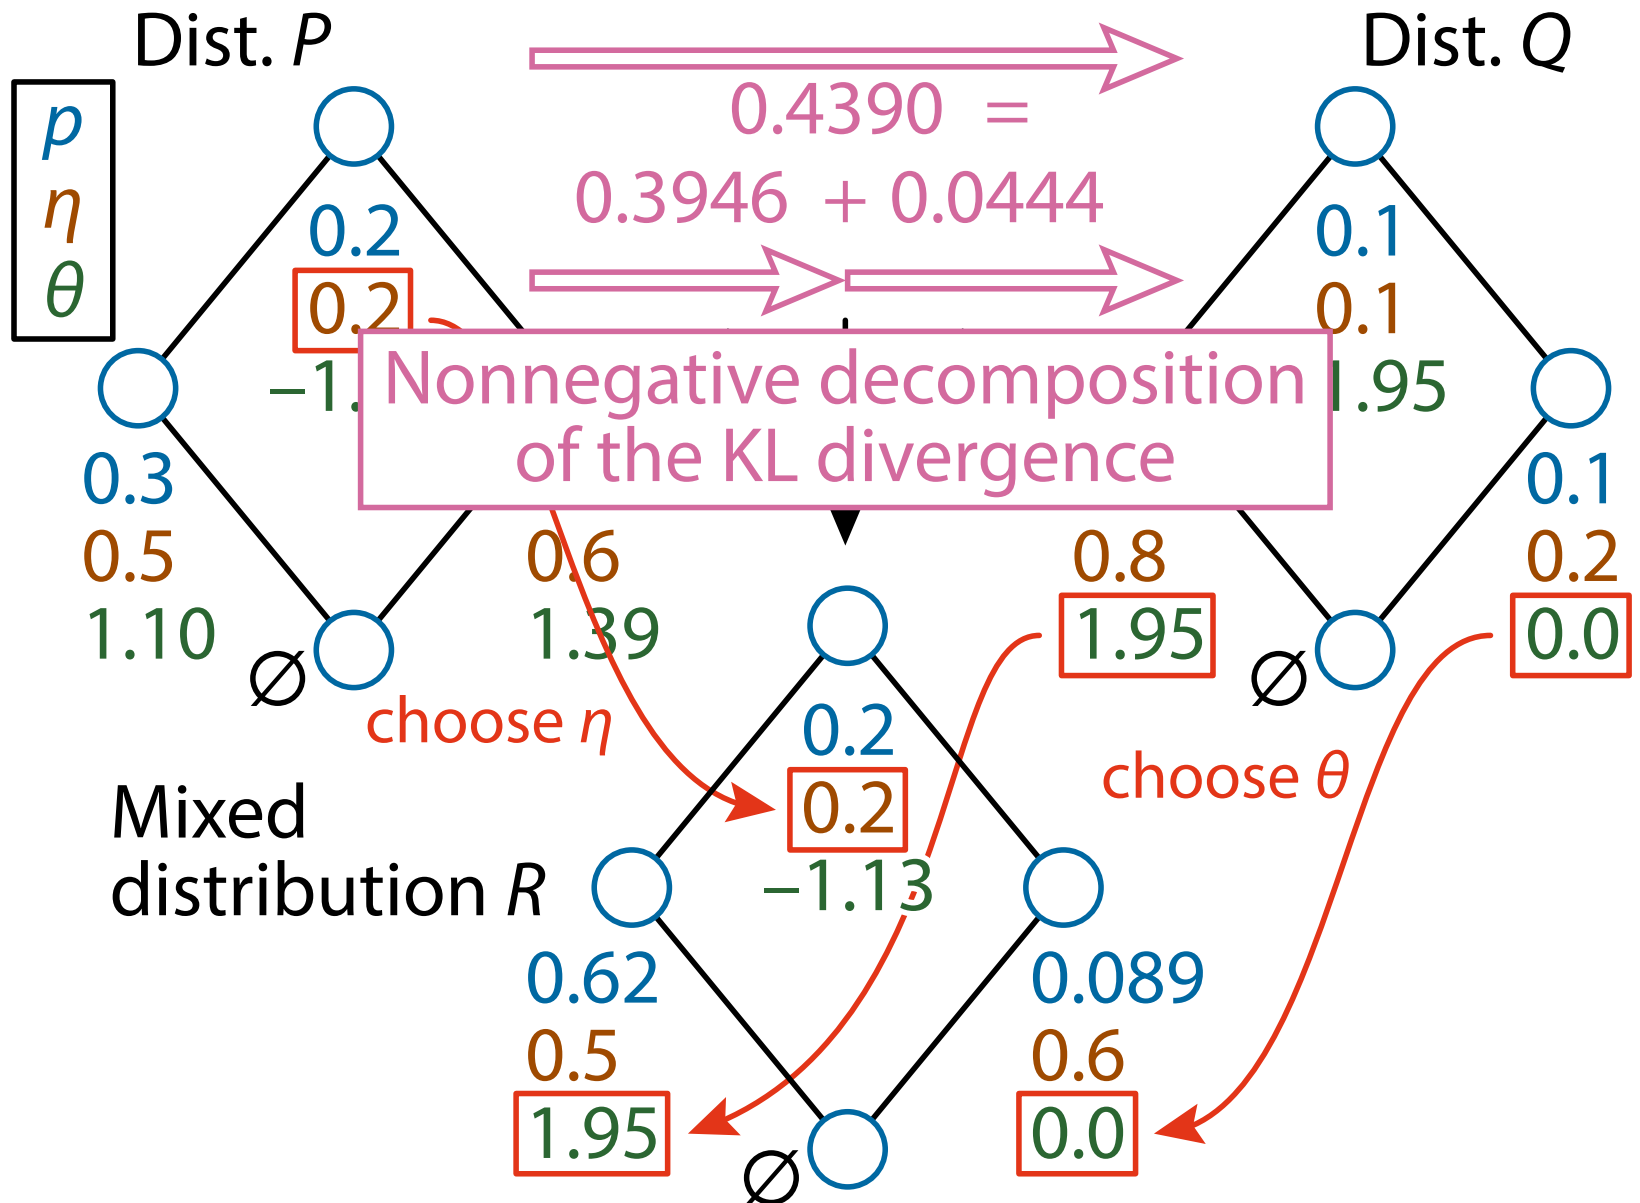 Dist. P
Dist. Q
p
η
θ
0.4390 =
0.3946 + 0.0444
0.2
0.2
0.1
0.1
Nonnegative decomposition
of the KL divergence
.95
0.3
0.5
1.10
0.6
1.39
0.8
1.95
0.1
0.2
0.0
∅
∅
choose η
choose θ
Mixed
distribution R
0.2
0.2
−1.13
0.62
0.5
1.95
0.089
0.6
0.0
∅